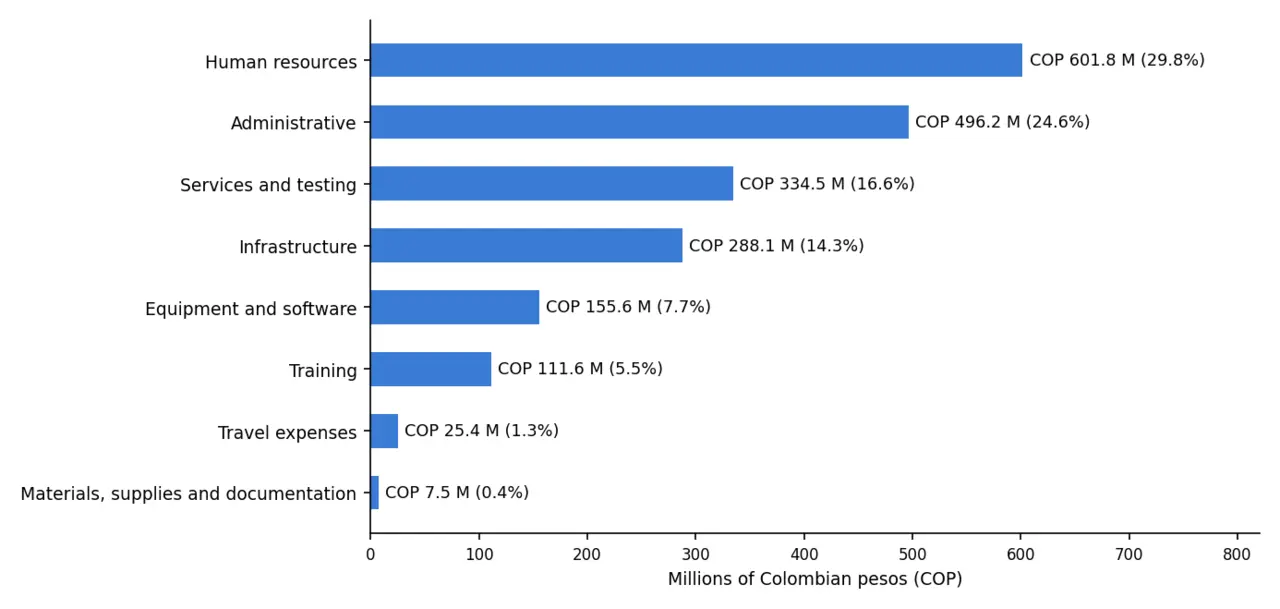 Human resources COP 601.8 M (29.8%)
Administrative COP 496.2 M (24.6%)
Services and testing COP 334.5 M (16.6%)
Infrastructure COP 288.1 M (14.3%)
Equipment and software COP 155.6 M (7.7%)
Training COP 111.6 M (5.5%)
Travel expenses COP 25.4 M (1.3%)
Materials, supplies and documentation COP 7.5 M (0.4%)
0 100 200 300 400 500 600 700 800
Millions of Colombian pesos (COP)